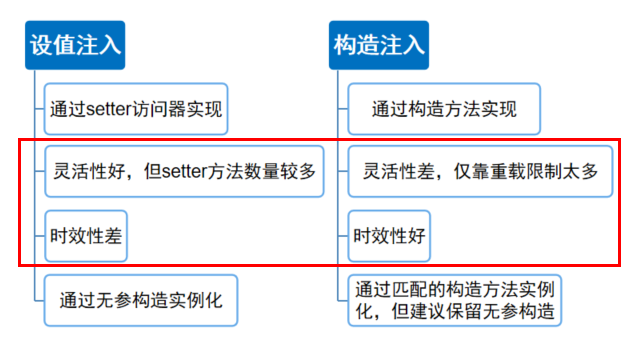 设值注入
通过setter访问器实现
灵活性好，但setter方法数量较多
时效性差
通过无参构造实例化
构造注入
通过构造方法实现
灵活性差，仅靠重载限制太多
时效性好
通过匹配的构造方法实例
化，但建议保留无参构造